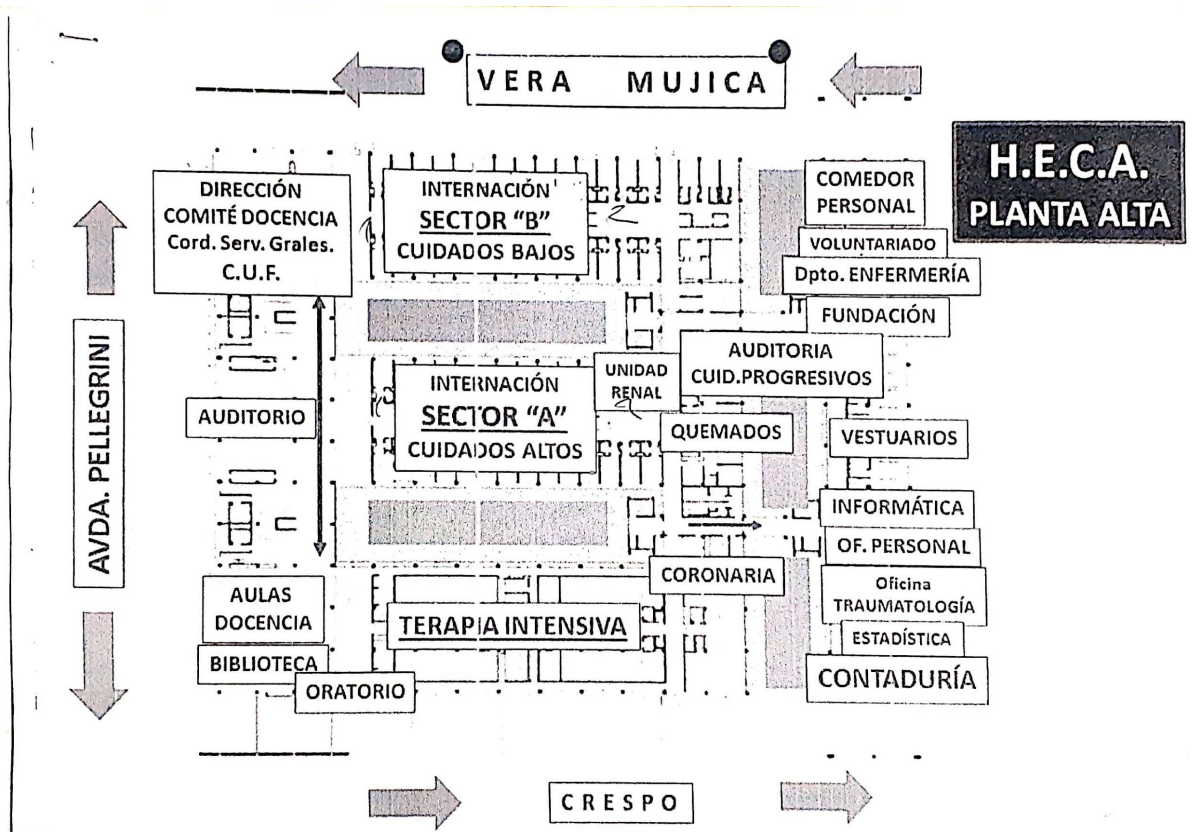 VERA MUJICA
H.E.C.A.
PLANTA ALTA
DIRECCIÓN
COMITÉ DOCENCIA
Cord. Serv. Grales.
C.U.F.
INTERNACIÓN
SECTOR "B"
CUIDADOS BAJOS
COMEDOR
PERSONAL
VOLUNTARIADO
Dpto. ENFERMERÍA
FUNDACIÓN
AVDA. PELLEGRINI
AUDITORIO
INTERNACIÓN
SECTOR "A"
CUIDADOS ALTOS
UNIDAD
RENAL
AUDITORIA
CUID.PROGRESIVOS
QUEMADOS
VESTUARIOS
INFORMÁTICA
OF. PERSONAL
CORONARIA
Oficina
TRAUMATOLOGÍA
ESTADÍSTICA
CONTADURÍA
AULAS
DOCENCIA
BIBLIOTECA
ORATORIO
TERAPIA INTENSIVA
CRESPO